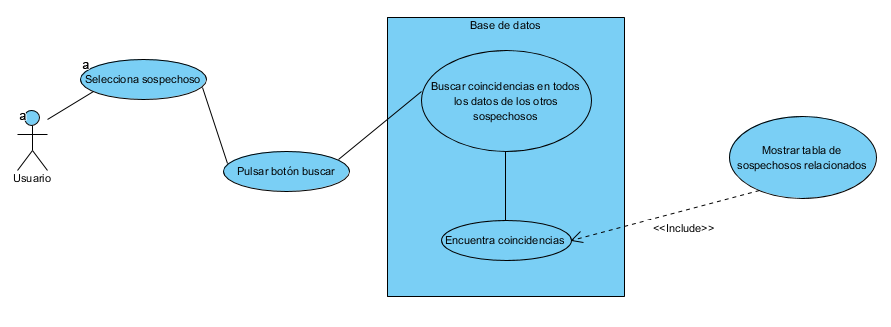 Base de datos
a
Selecciona sospechoso
Buscar coincidencias en todos
los datos de los otros
sospechosos
a
Usuario
Pulsar botón buscar
Mostrar tabla de
sospechosos relacionados
Encuentra coincidencias
<<Include>>